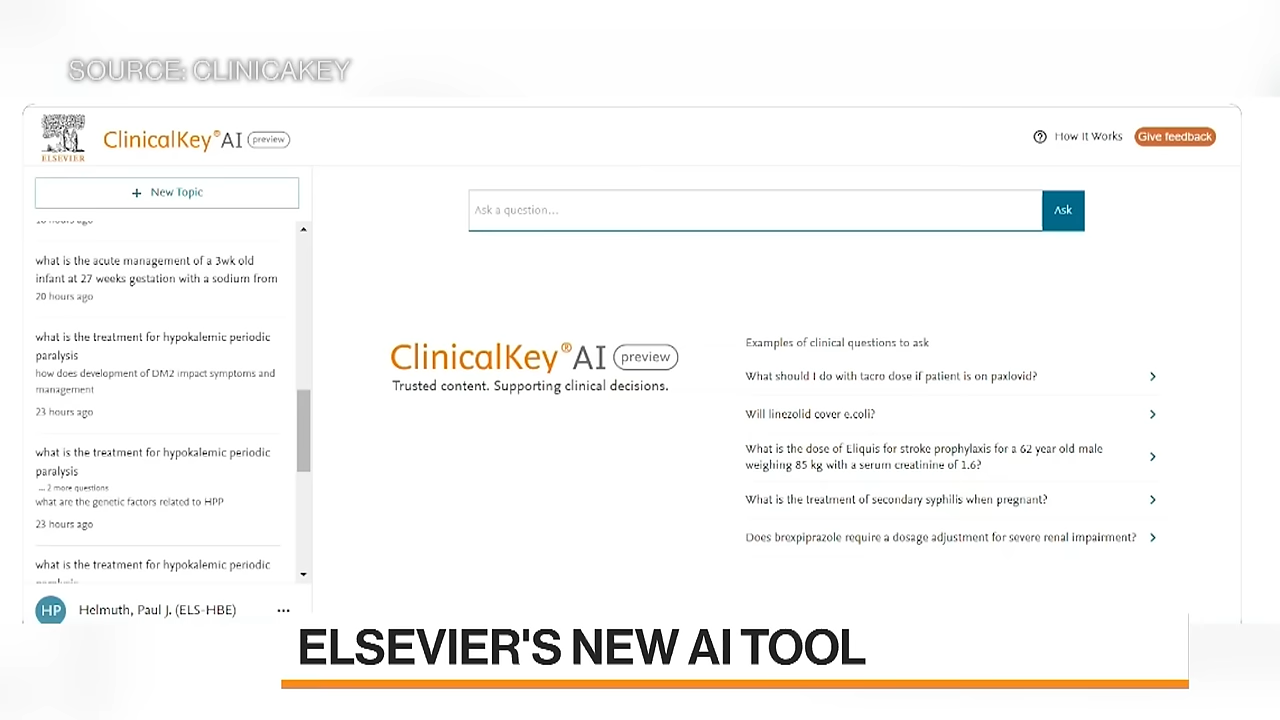 SOURCE: CLINICAKEY
ELSEVIER
ClinicalKey®AI preview
How It Works
Give feedback
+ New Topic
hours ago
what is the acute management of a 3wk old
infant at 27 weeks gestation with a sodium from
20 hours ago
what is the treatment for hypokalemic periodic
paralysis
how does development of DM2 impact symptoms and
management
23 hours ago
what is the treatment for hypokalemic periodic
paralysis
... 2 more questions
what are the genetic factors related to HPP
23 hours ago
what is the treatment for hypokalemic periodic
HP
Helmuth, Paul J. (ELS-HBE)
...
Ask a question...
Ask
ClinicalKey®AI preview
Trusted content. Supporting clinical decisions.
Examples of clinical questions to ask
What should I do with tacro dose if patient is on paxlovid?
Will linezolid cover e.coli?
What is the dose of Eliquis for stroke prophylaxis for a 62 year old male
weighing 85 kg with a serum creatinine of 1.6?
What is the treatment of secondary syphilis when pregnant?
Does brexpiprazole require a dosage adjustment for severe renal impairment?
ELSEVIER'S NEW AI TOOL